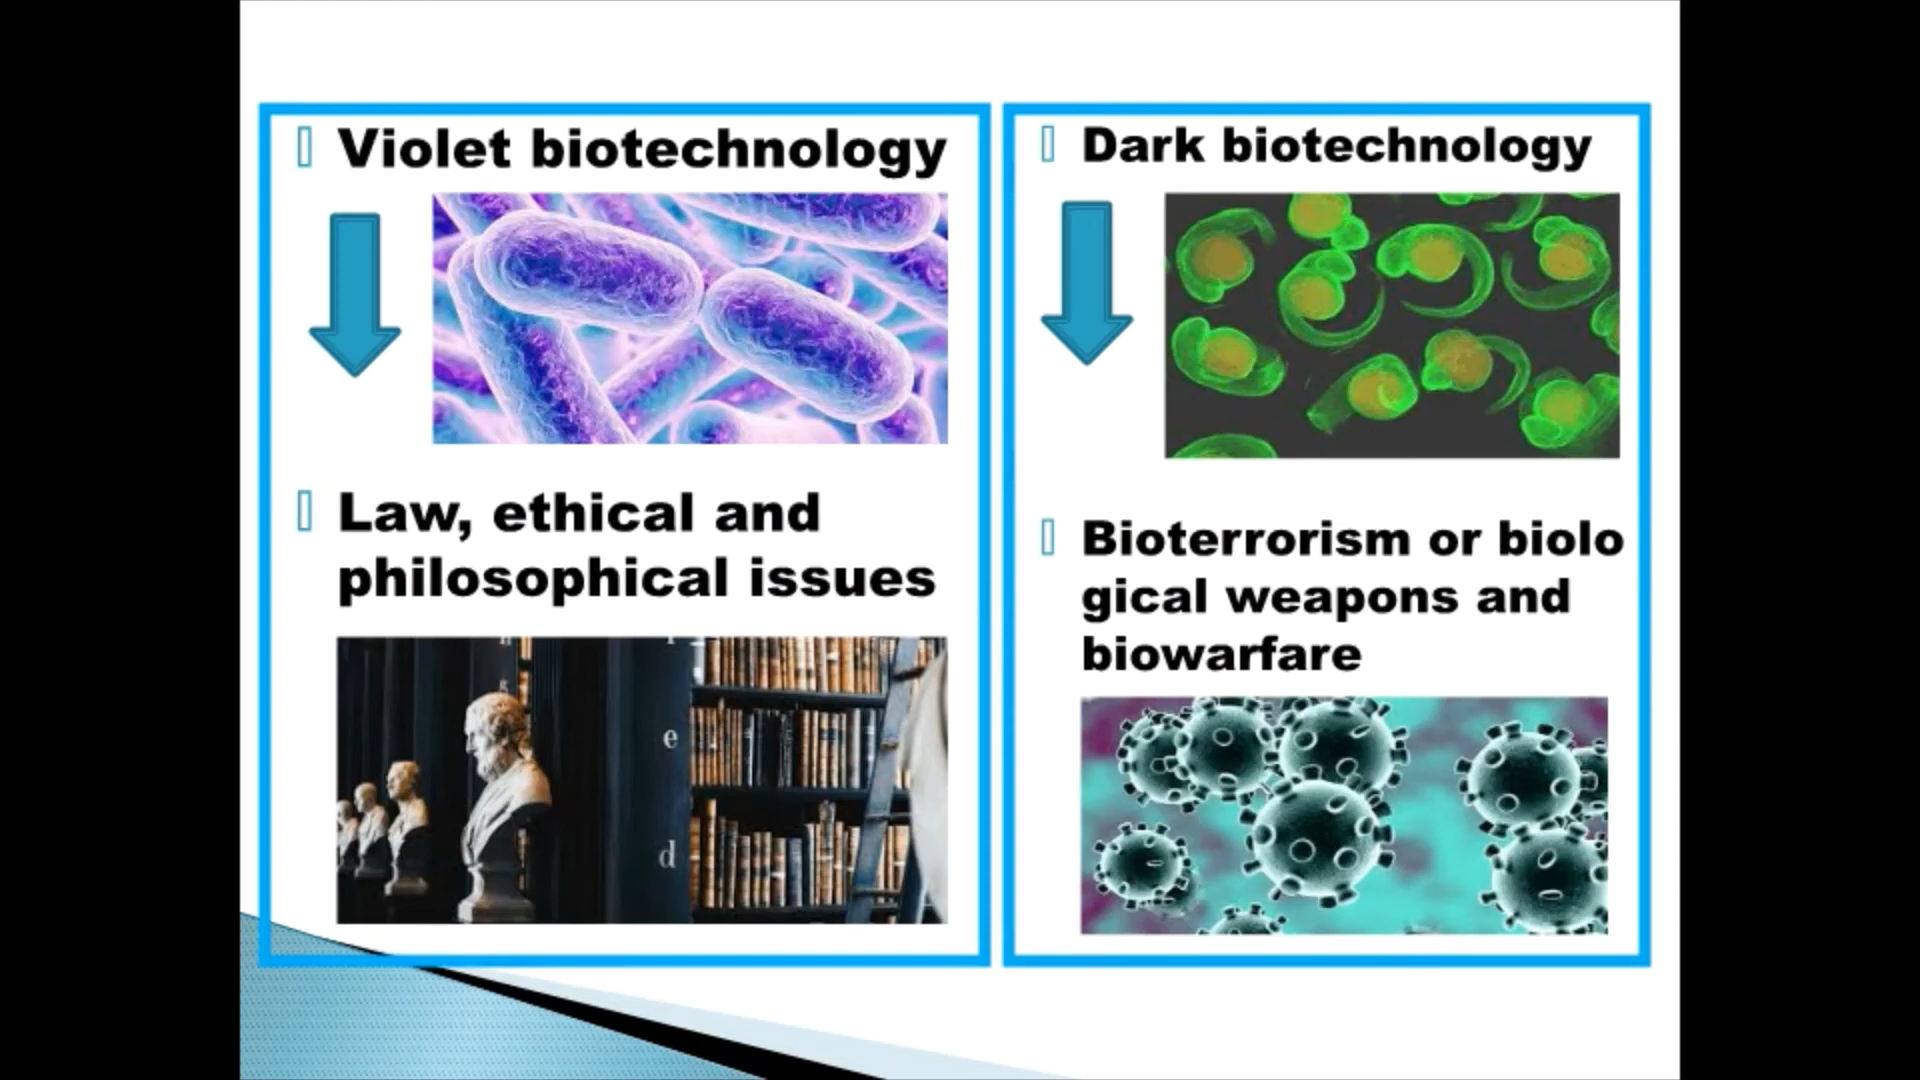 Violet biotechnology
Law, ethical and
philosophical issues
e
d
Dark biotechnology
Bioterrorism or biolo
gical weapons and
biowarfare